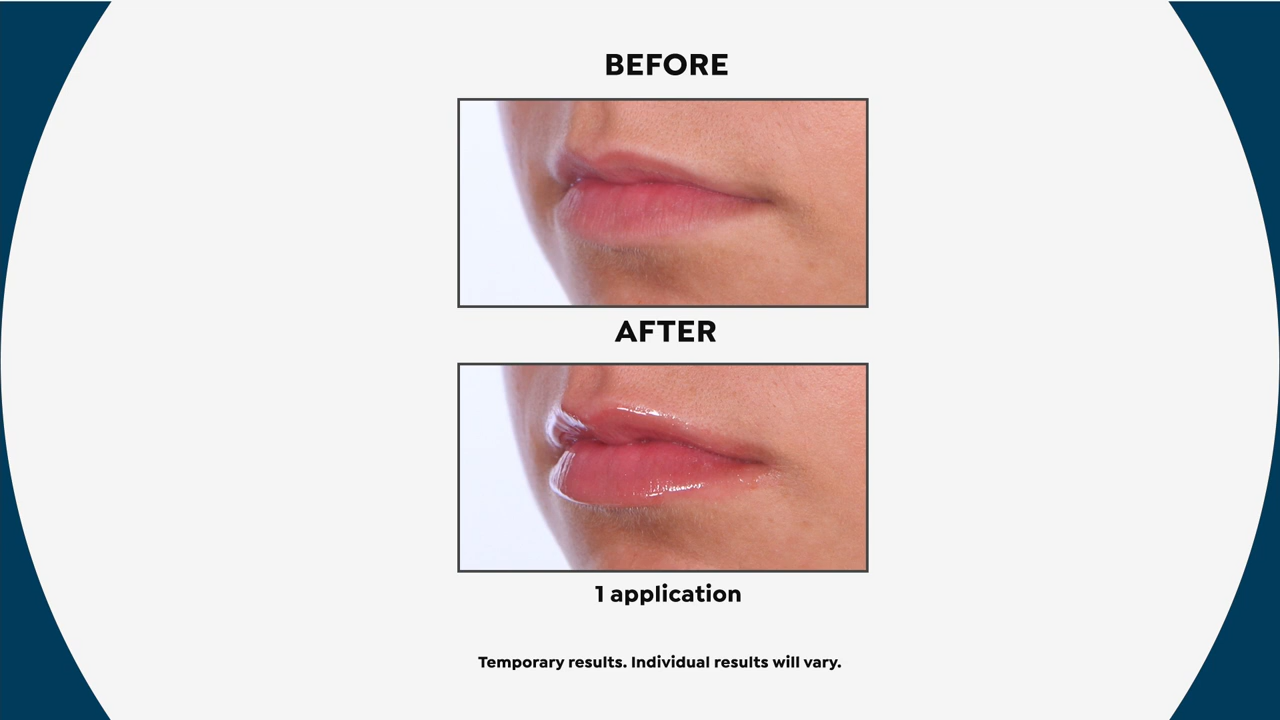 BEFORE
AFTER
1 application
Temporary results. Individual results will vary.